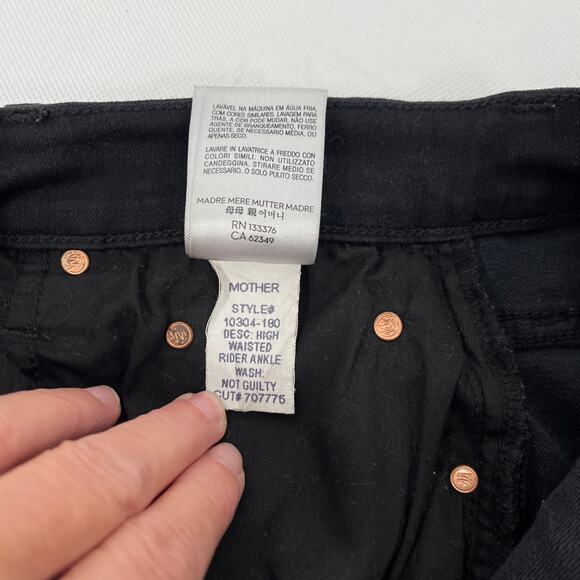 LAVÁVEL NA MÁQUINA EM ÁGUA FRIA,
COM CORES SIMILARES. LAVAGEM PARA
TRÁS, A COR PODE MUDAR. NÃO USE
AGENTE DE BRANQUEAMENTO. FERRO
QUENTE, SE NECESSARIO MÉDIA, OU
APENAS SECO.
LAVARE IN LAVATRICE A FREDDO CON
COLORI SIMILI. NON UTILIZZATO
CANDEGGINA. STIRARE TIEPIDO SE
NECESSARIO. O SOLO PULITO SECCO.
MADRE MERE MUTTER MADRE
母母 親 어머니
RN 133376
CA 62349
MOTHER
STYLE#
10304-180
DESC: HIGH
WAISTED
RIDER ANKLE
WASH:
NOT GUILTY
CUT# 707775